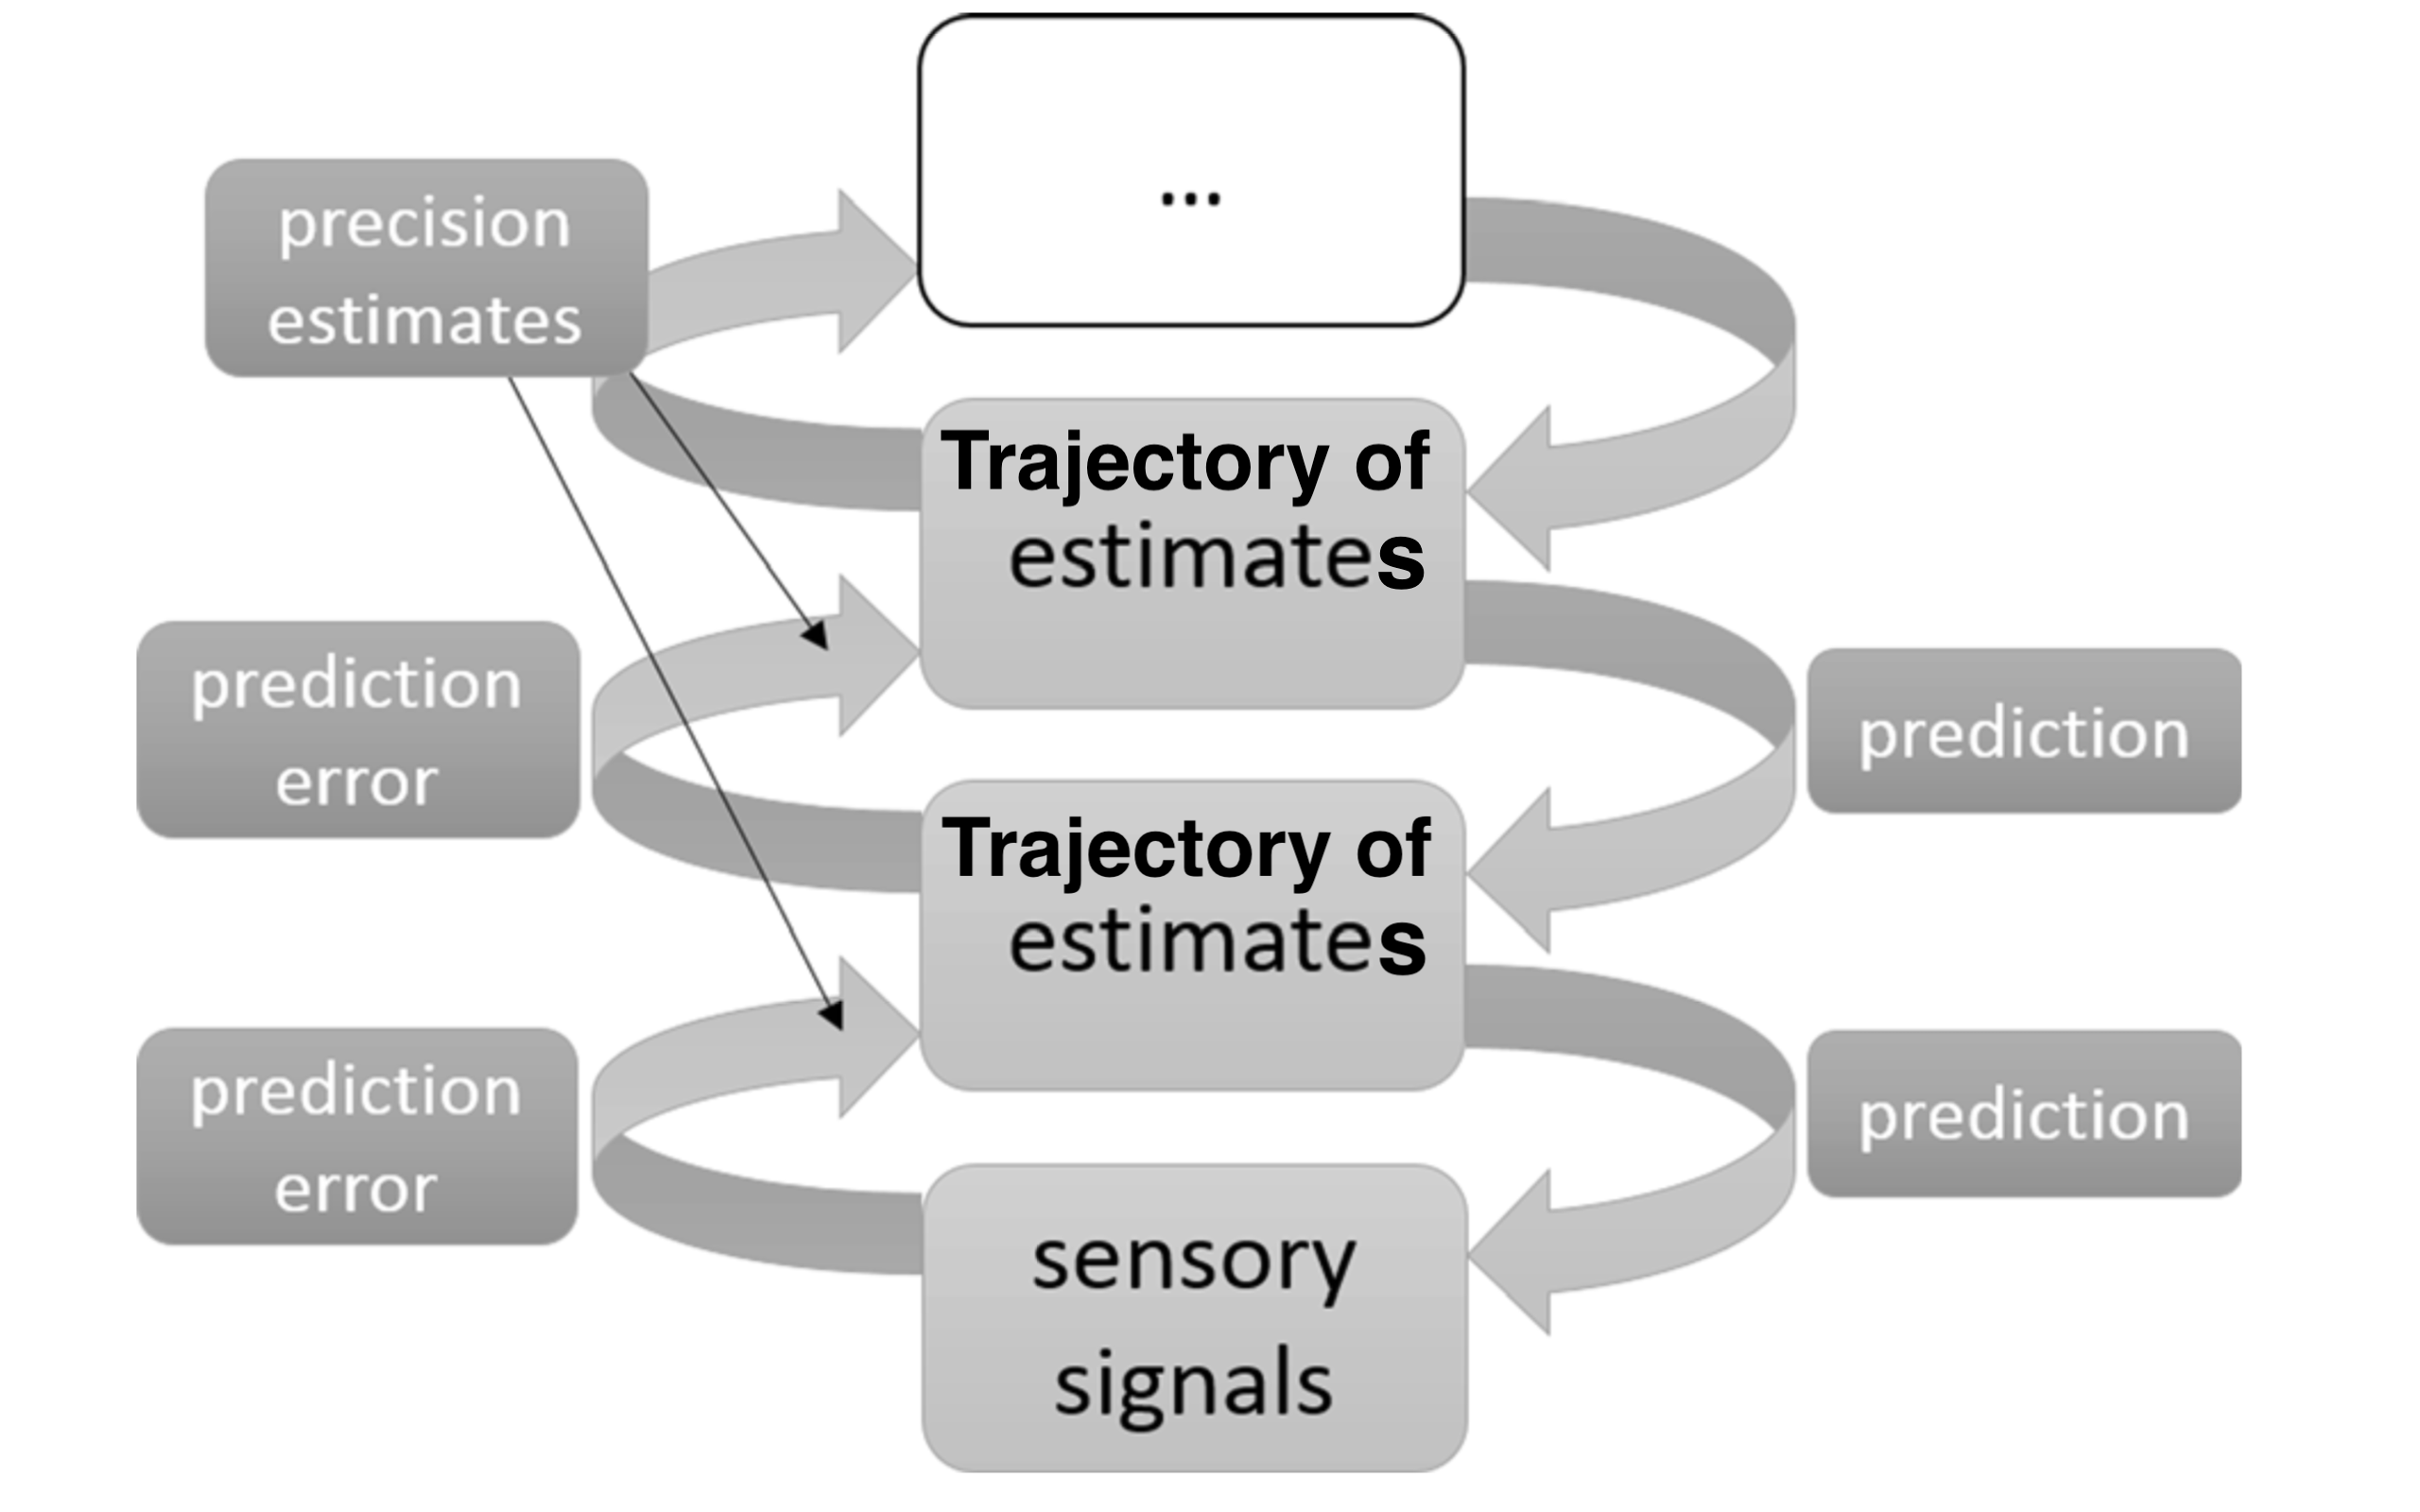 ...
precision
estimates
Trajectory of
estimates
prediction
error
prediction
Trajectory of
estimates
prediction
error
prediction
sensory
signals